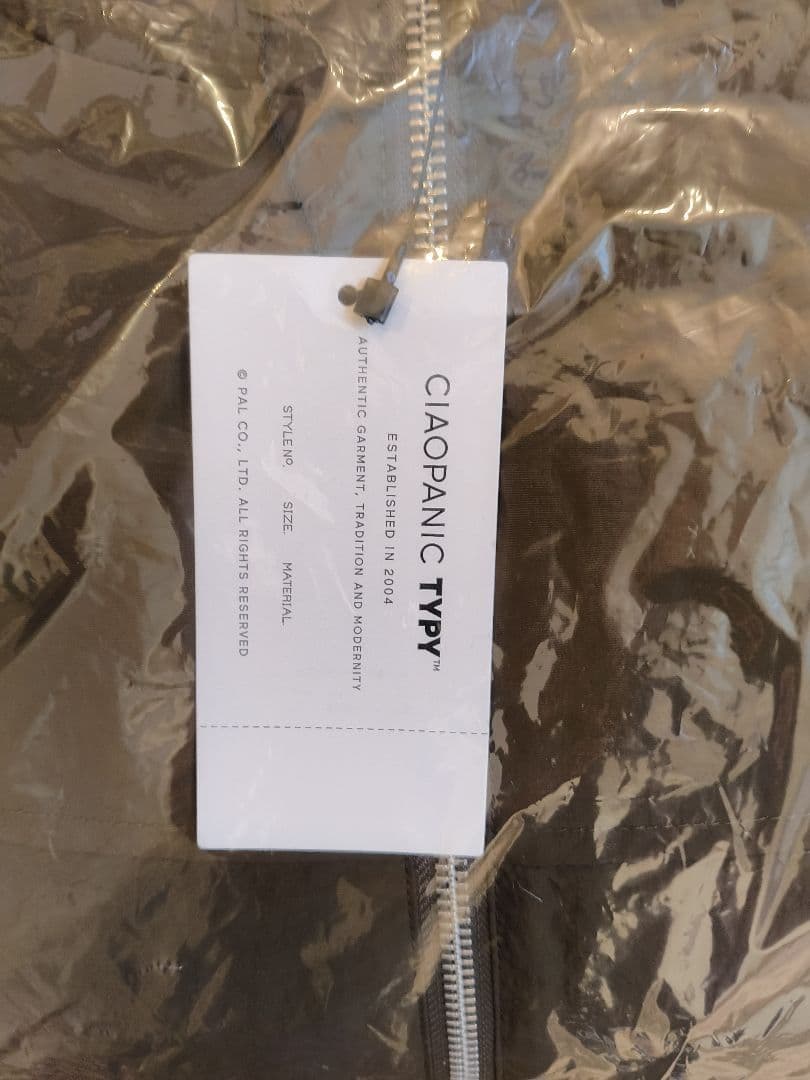 CIAOPANIC TYPY™
ESTABLISHED IN 2004
AUTHENTIC GARMENT, TRADITION AND MODERNITY
STYLE Nº. SIZE. MATERIAL.
© PAL CO., LTD. ALL RIGHTS RESERVED